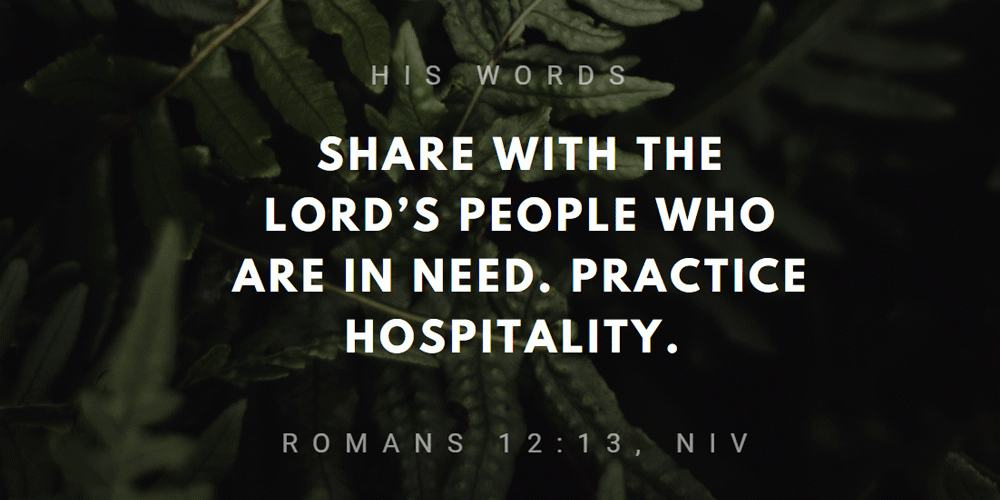 HIS WORDS
SHARE WITH THE
LORD’S PEOPLE WHO
ARE IN NEED. PRACTICE
HOSPITALITY.
ROMANS 12:13, NIV